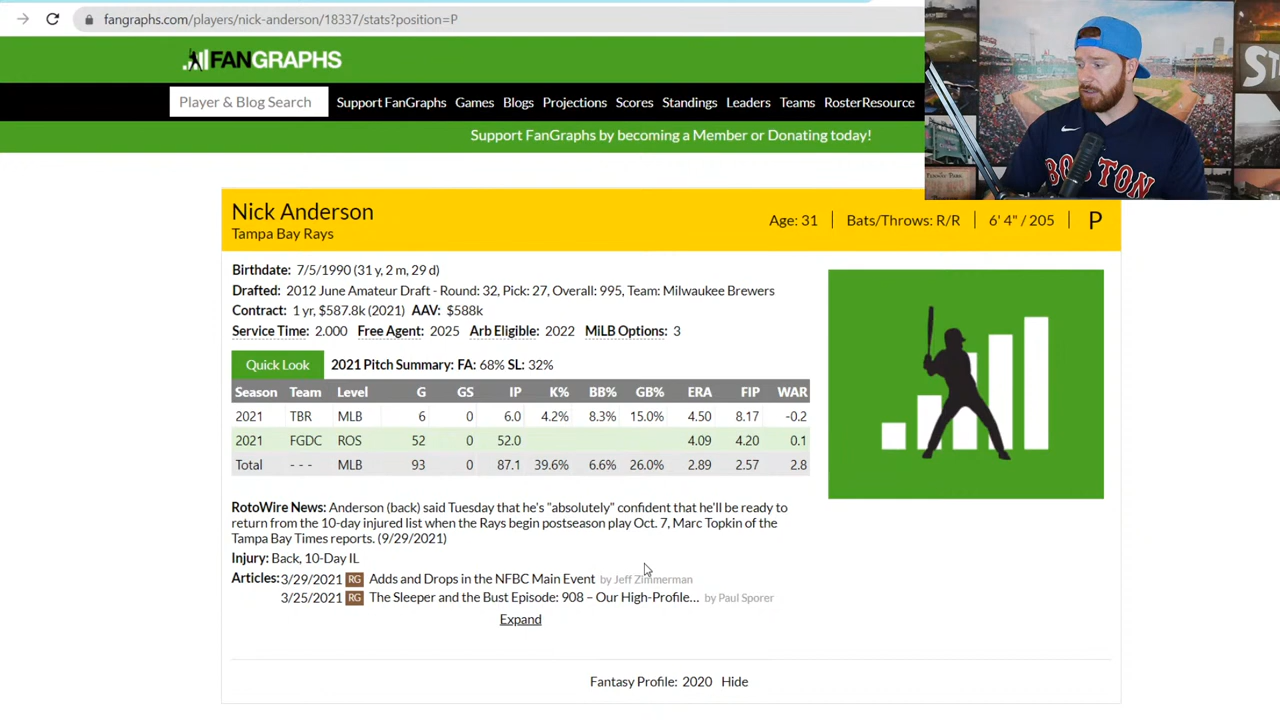 fangraphs.com/players/nick-anderson/18337/stats?position=P
FANGRAPHS
Player & Blog Search Support FanGraphs Games Blogs Projections Scores Standings Leaders Teams RosterResource
Support FanGraphs by becoming a Member or Donating today!
BOSTON
Nick Anderson
Tampa Bay Rays
Age: 31 Bats/Throws: R/R 6' 4" / 205 P
Birthdate: 7/5/1990 (31 y, 2 m, 29 d)
Drafted: 2012 June Amateur Draft - Round: 32, Pick: 27, Overall: 995, Team: Milwaukee Brewers
Contract: 1 yr, $587.8k (2021) AAV: $588k
Service Time: 2.000 Free Agent: 2025 Arb Eligible: 2022 MiLB Options: 3
Quick Look 2021 Pitch Summary: FA: 68% SL: 32%
Season Team Level G GS IP K% BB% GB% ERA FIP WAR
2021 TBR MLB 6 0 6.0 4.2% 8.3% 15.0% 4.50 8.17 -0.2
2021 FGDC ROS 52 0 52.0 4.09 4.20 0.1
Total - - - MLB 93 0 87.1 39.6% 6.6% 26.0% 2.89 2.57 2.8
RotoWire News: Anderson (back) said Tuesday that he's "absolutely" confident that he'll be ready to
return from the 10-day injured list when the Rays begin postseason play Oct. 7, Marc Topkin of the
Tampa Bay Times reports. (9/29/2021)
Injury: Back, 10-Day IL
Articles: 3/29/2021 RG Adds and Drops in the NFBC Main Event by Jeff Zimmerman
3/25/2021 RG The Sleeper and the Bust Episode: 908 – Our High-Profile... by Paul Sporer
Expand
Fantasy Profile: 2020 Hide